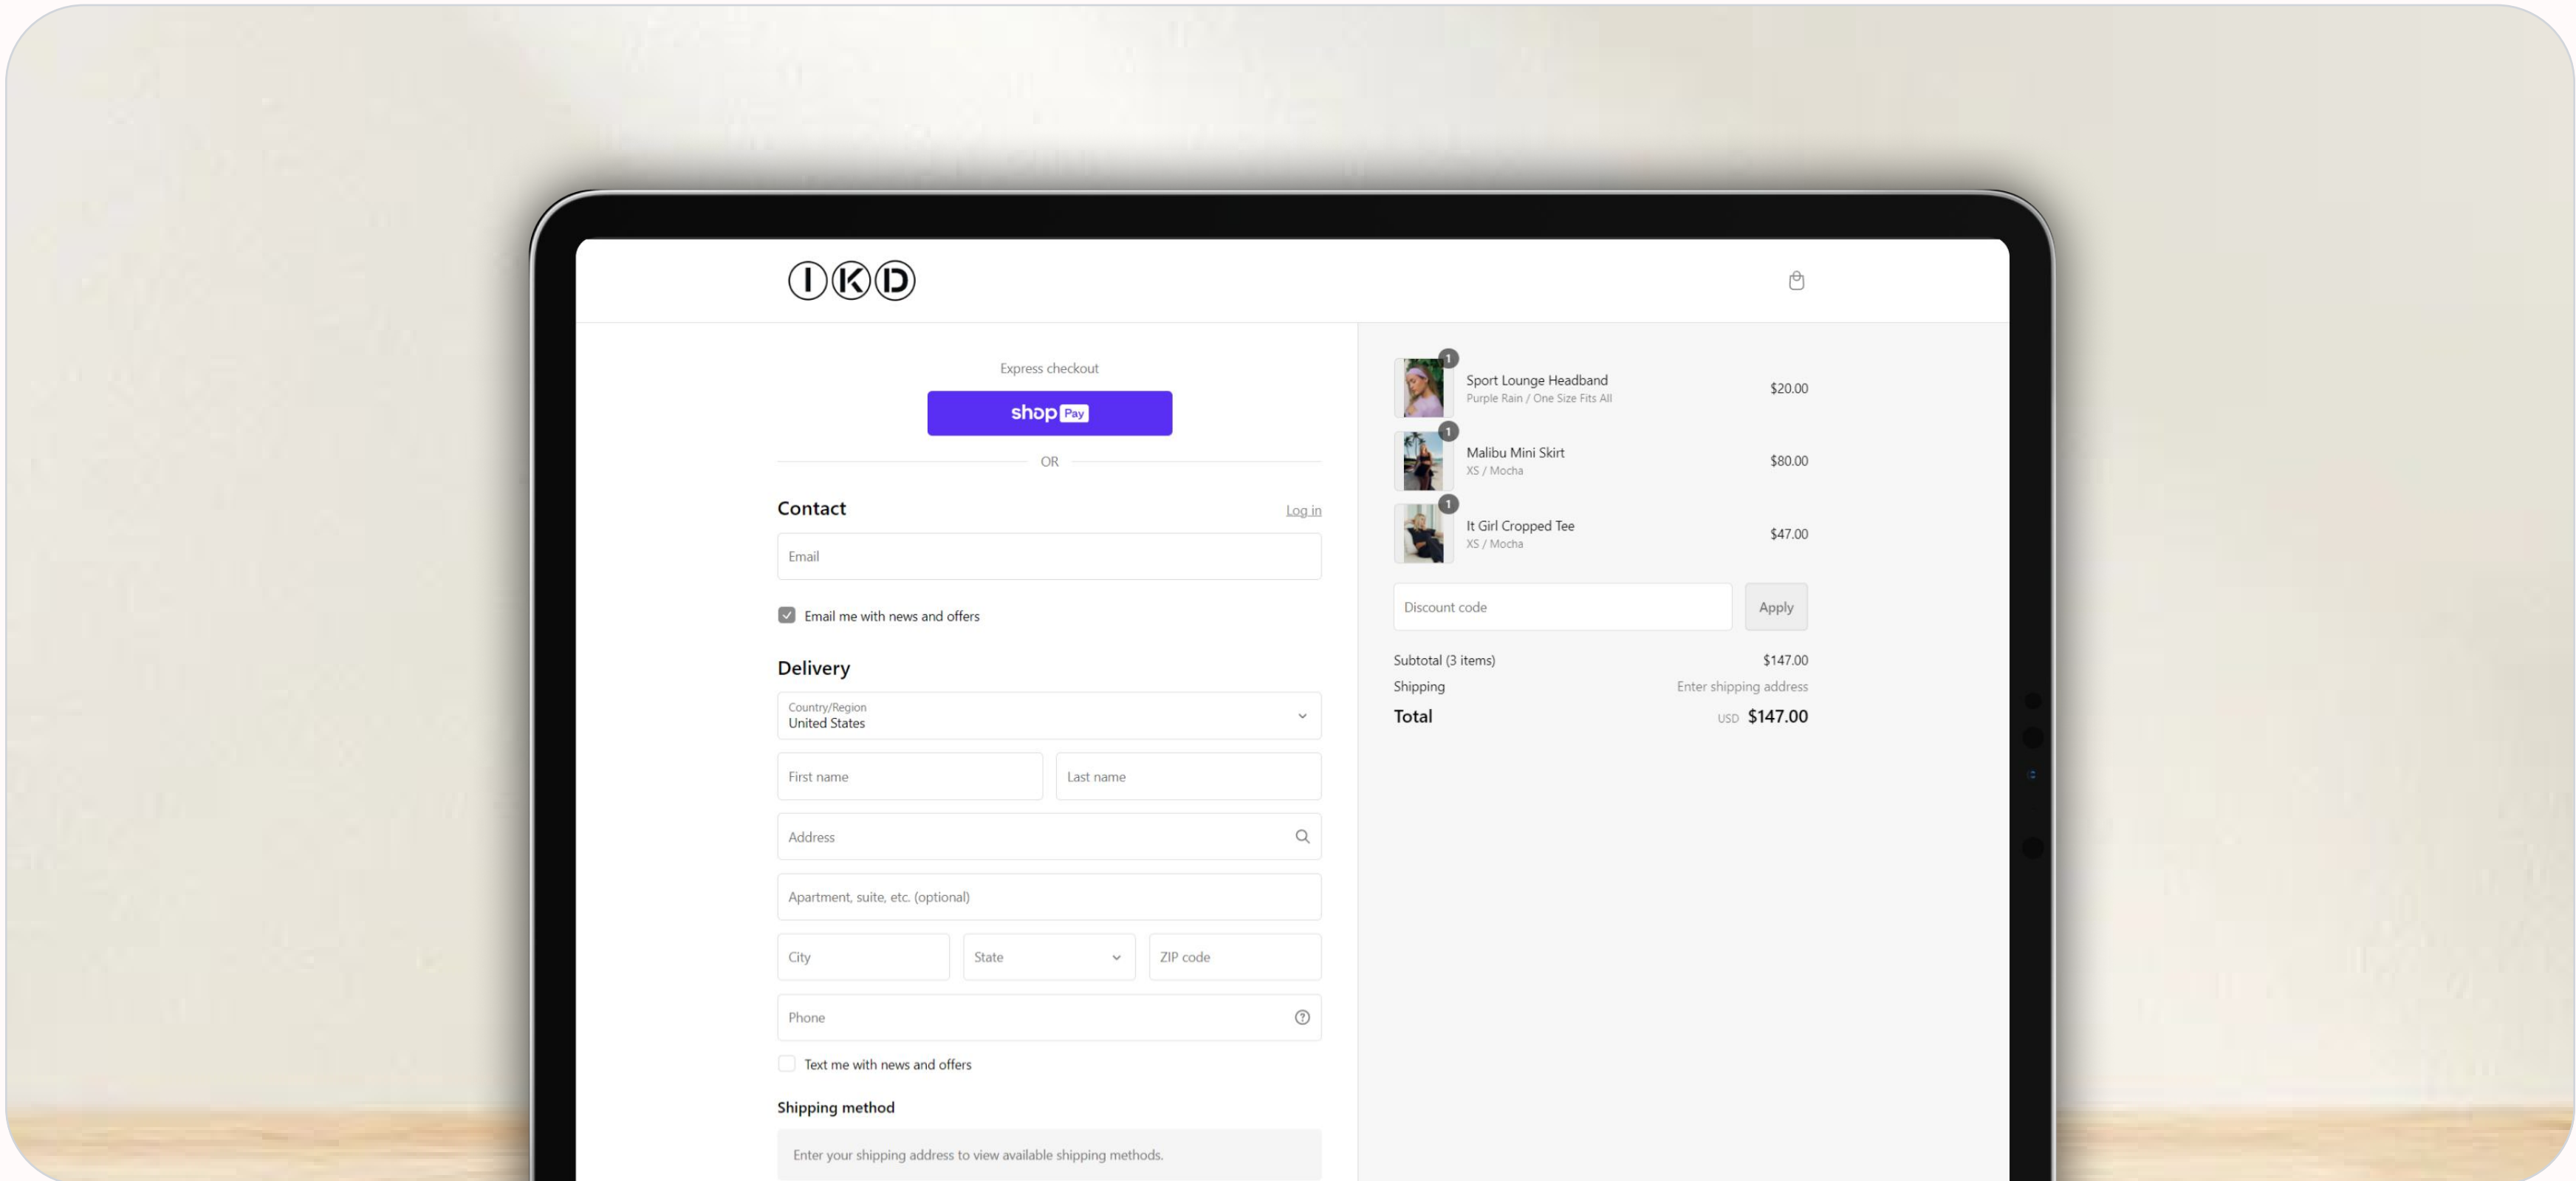 IKD
Express checkout
shop Pay
OR
Contact
Log in
Email
Email me with news and offers
Delivery
Country/Region
United States
First name
Last name
Address
Apartment, suite, etc. (optional)
City
State
ZIP code
Phone
Text me with news and offers
Shipping method
Enter your shipping address to view available shipping methods.
1
Sport Lounge Headband
$20.00
Purple Rain / One Size Fits All
1
Malibu Mini Skirt
$80.00
XS / Mocha
1
It Girl Cropped Tee
$47.00
XS / Mocha
Discount code
Apply
Subtotal (3 items)
$147.00
Shipping
Enter shipping address
Total
USD $147.00